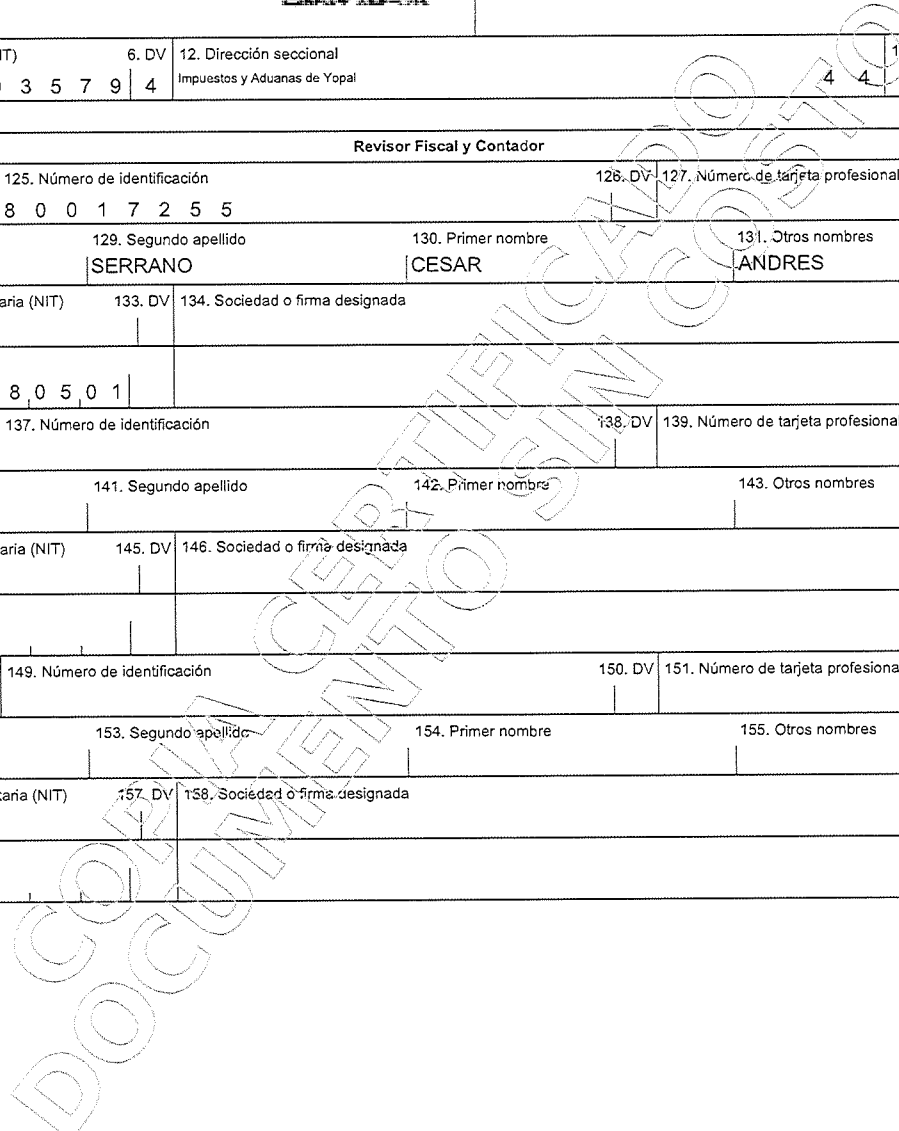 6. DV 12. Dirección seccional
3 5 7 9 4 Impuestos y Aduanas de Yopal 4 4
Revisor Fiscal y Contador
125. Número de identificación 126. DV 127. Número de tarjeta profesional
8 0 0 1 7 2 5 5
129. Segundo apellido 130. Primer nombre 131. Otros nombres
SERRANO CESAR ANDRES
aria (NIT) 133. DV 134. Sociedad o firma designada
8 0 5 0 1
137. Número de identificación 138. DV 139. Número de tarjeta profesional
141. Segundo apellido 142. Primer nombre 143. Otros nombres
aria (NIT) 145. DV 146. Sociedad o firma designada
149. Número de identificación 150. DV 151. Número de tarjeta profesiona
153. Segundo apellido 154. Primer nombre 155. Otros nombres
taria (NIT) 157. DV 158. Sociedad o firma designada
COPIA CERTIFICADO
DOCUMENTO SIN COSTO